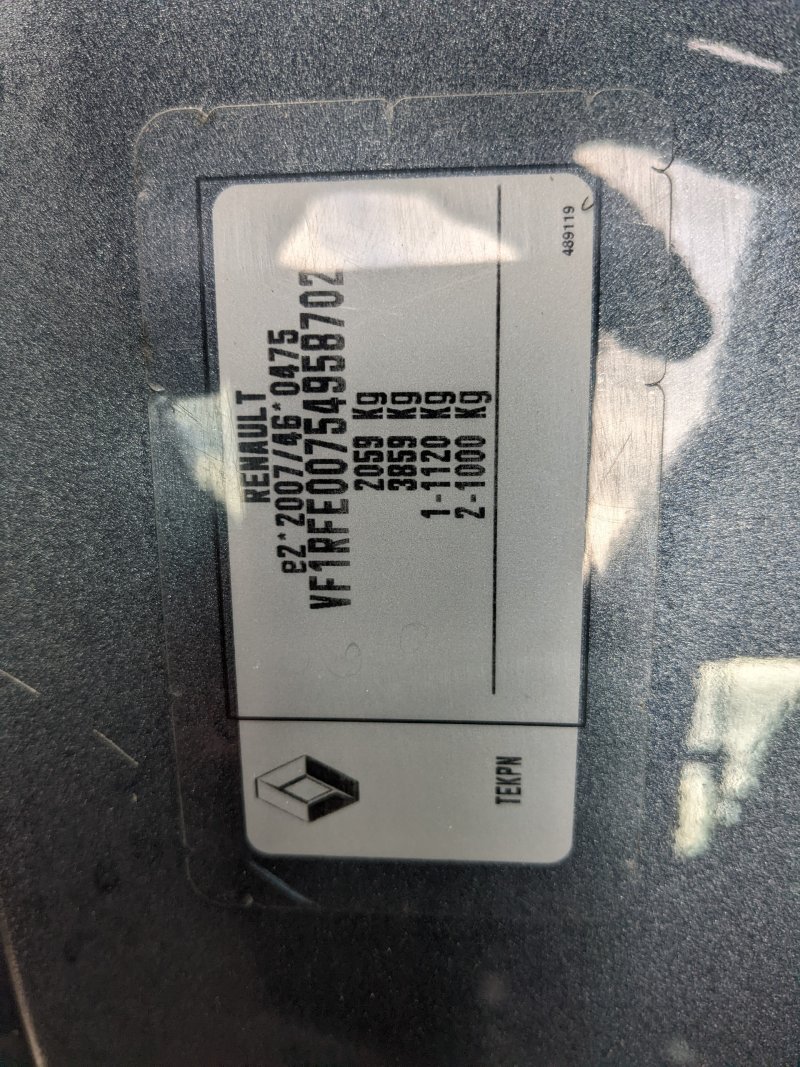 RENAULT
e2*2007/46*0475
VF1RFE00754958702
2059 Kg
3859 Kg
1-1120 Kg
2-1000 Kg
TEKPN
489119